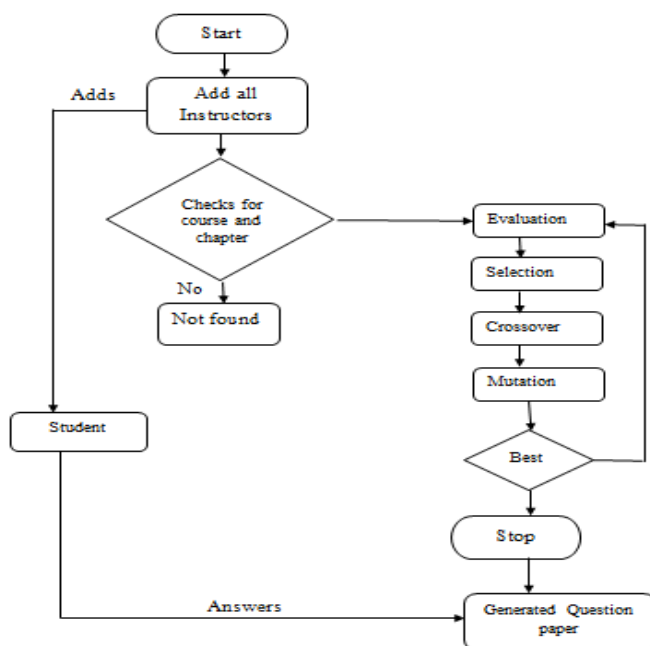 Start
Adds
Add all
Instructors
Checks for
course and
chapter
Evaluation
Selection
No
Not found
Crossover
Mutation
Student
Best
Stop
Answers
Generated Question
paper